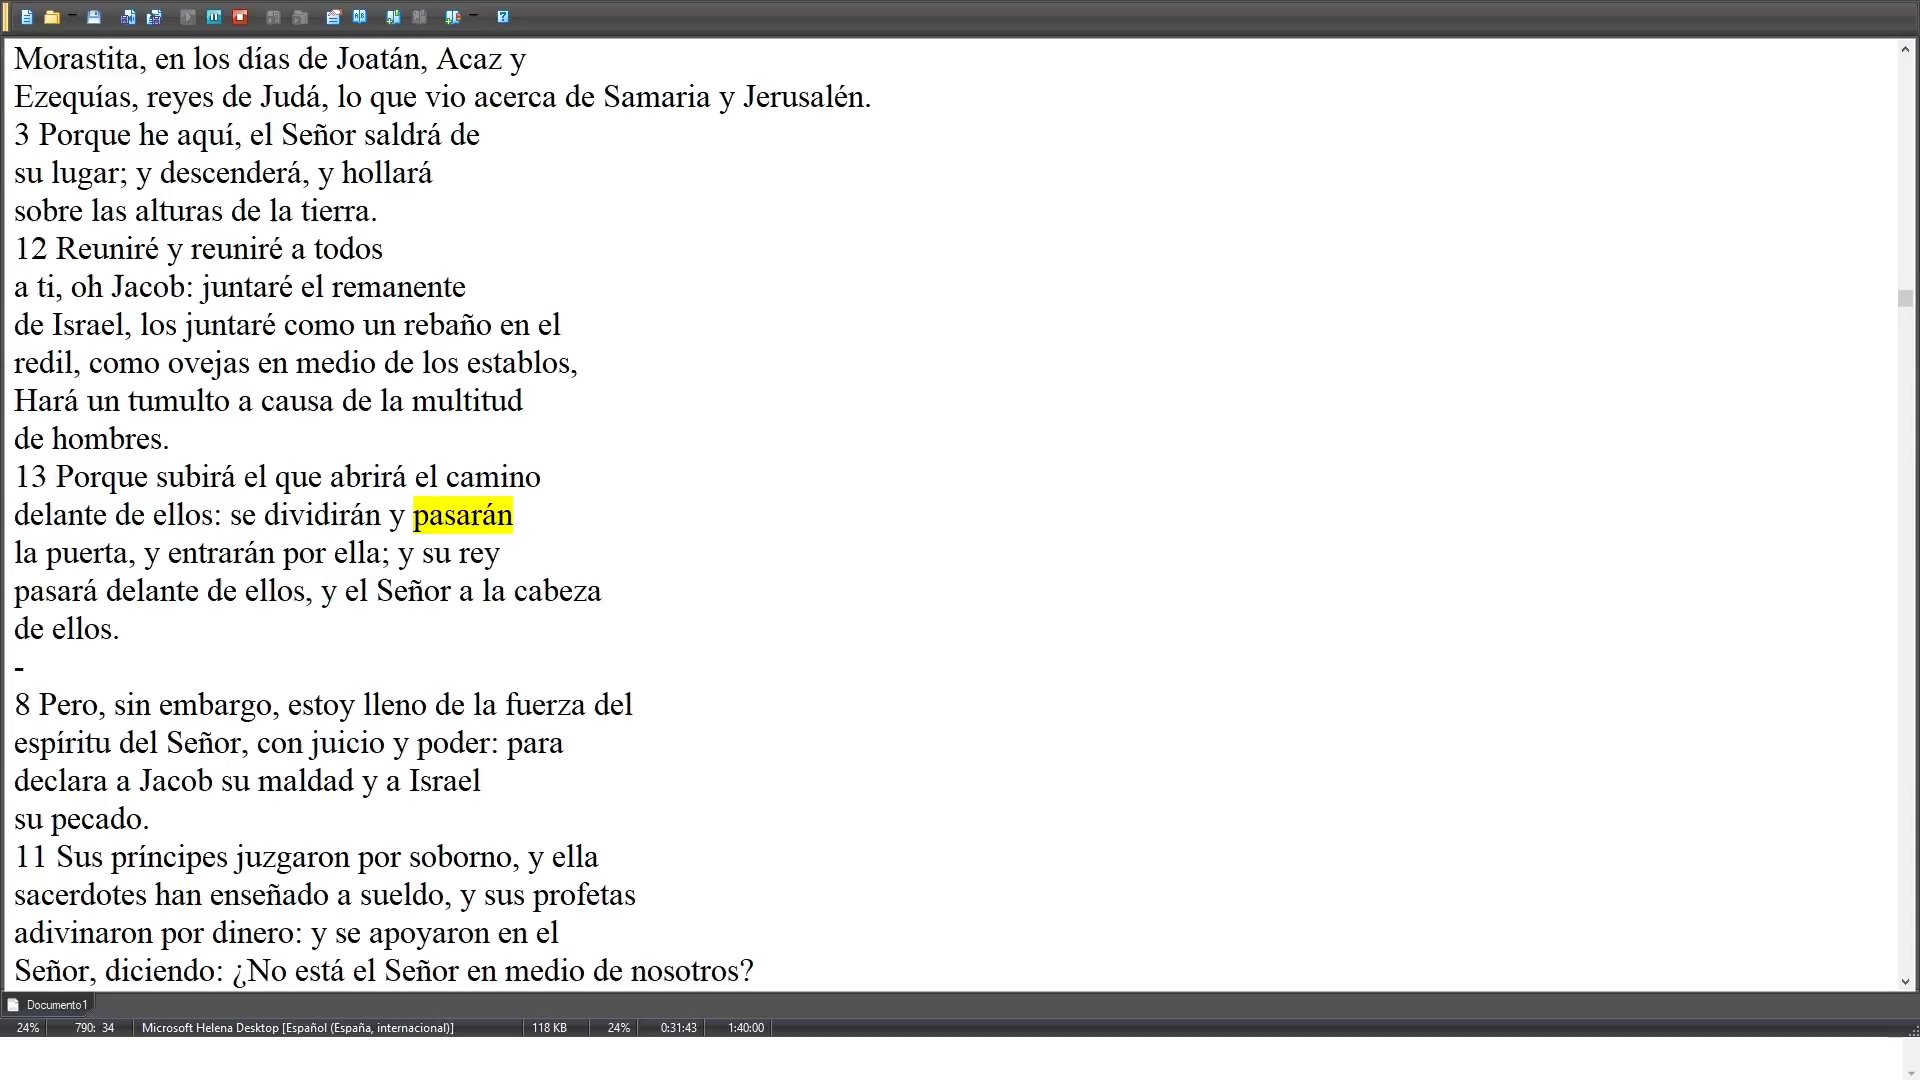 Morastita, en los días de Joatán, Acaz y
Ezequías, reyes de Judá, lo que vio acerca de Samaria y Jerusalén.
3 Porque he aquí, el Señor saldrá de
su lugar; y descenderá, y hollará
sobre las alturas de la tierra.
12 Reuniré y reuniré a todos
a ti, oh Jacob: juntaré el remanente
de Israel, los juntaré como un rebaño en el
redil, como ovejas en medio de los establos,
Hará un tumulto a causa de la multitud
de hombres.
13 Porque subirá el que abrirá el camino
delante de ellos: se dividirán y pasarán
la puerta, y entrarán por ella; y su rey
pasará delante de ellos, y el Señor a la cabeza
de ellos.
-
8 Pero, sin embargo, estoy lleno de la fuerza del
espíritu del Señor, con juicio y poder: para
declara a Jacob su maldad y a Israel
su pecado.
11 Sus príncipes juzgaron por soborno, y ella
sacerdotes han enseñado a sueldo, y sus profetas
adivinaron por dinero: y se apoyaron en el
Señor, diciendo: ¿No está el Señor en medio de nosotros?
Documento1
24% 790: 34 Microsoft Helena Desktop [Español (España, internacional)] 118 KB 24% 0:31:43 1:40:00